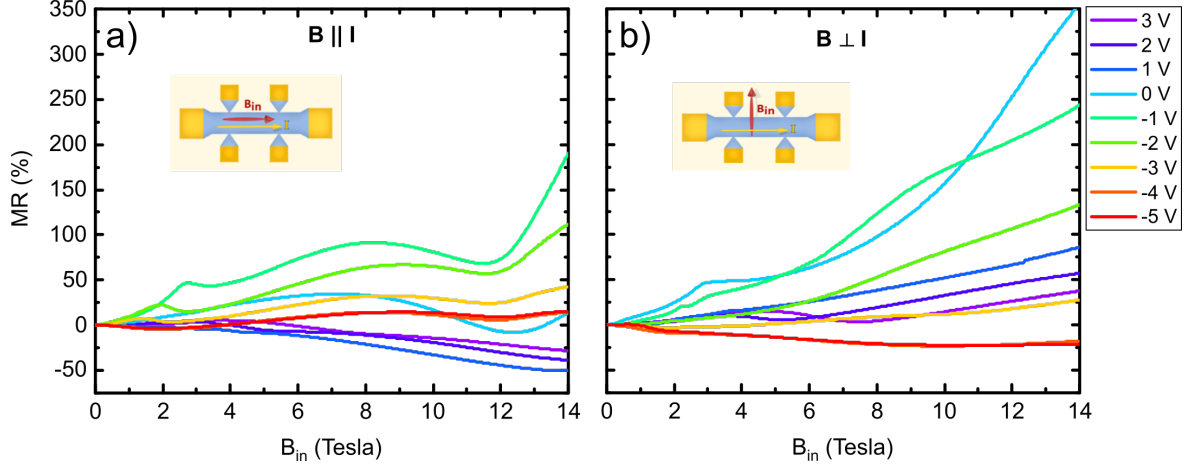 MR (%)
350
300
250
200
150
100
50
0
-50
a)
B || I
B_in
I
0 2 4 6 8 10 12 14
B_in (Tesla)
b)
B ⊥ I
B_in
I
0 2 4 6 8 10 12 14
B_in (Tesla)
3 V
2 V
1 V
0 V
-1 V
-2 V
-3 V
-4 V
-5 V